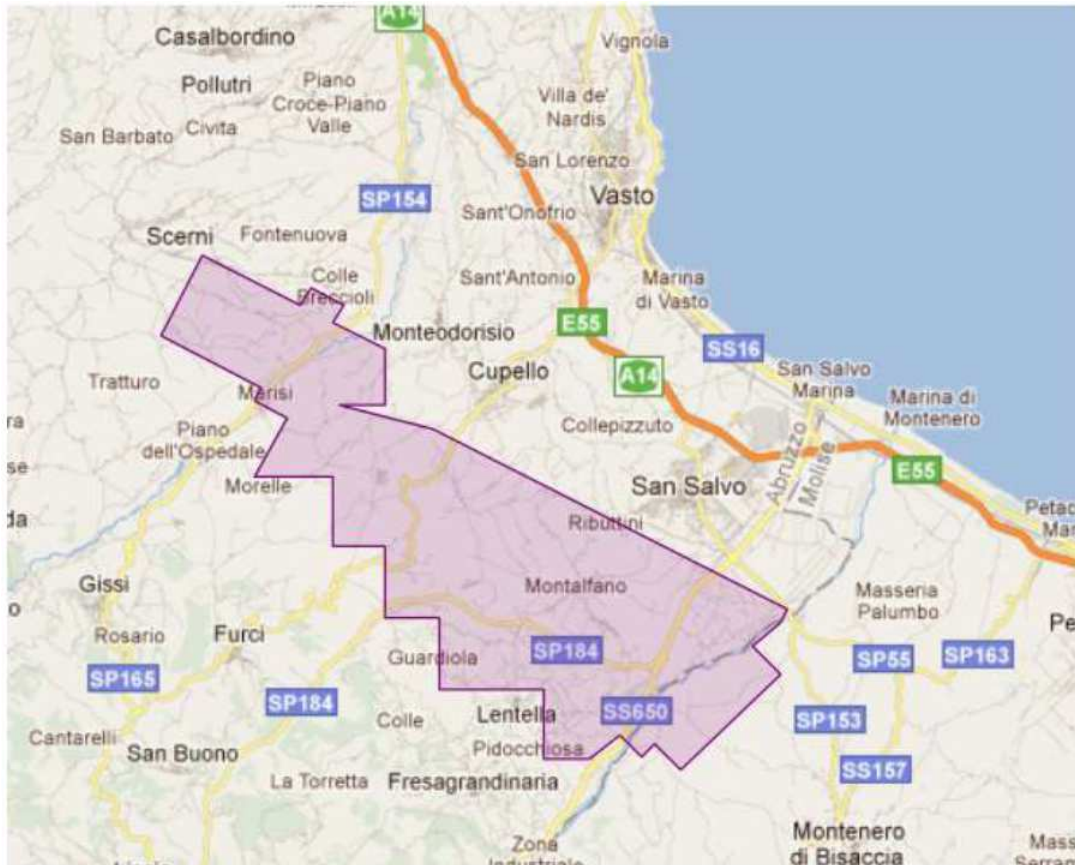 A14
Casalbordino
Vignola
Pollutri
Piano
Croce-Piano
Valle
Villa de'
Nardis
San Barbato
Civita
San Lorenzo
SP154
Vasto
Sant'Onofrio
Scerni
Fontenuova
Colle
Breccioli
Sant'Antonio
Marina
di Vasto
Monteodorisio
E55
SS16
Cupello
A14
San Salvo
Marina
Tratturo
Marisi
Marina di
Montenero
Piano
dell'Ospedale
Collepizzuto
Abruzzo
Molise
E55
Morelle
San Salvo
Ributtini
Gissi
Montalfano
Masseria
Palumbo
Rosario
Furci
Guardiola
SP184
SP55
SP163
SP165
SP184
Colle
Lentella
SS650
SP153
Cantarelli
San Buono
Pidocchiosa
SS157
La Torretta
Fresagrandinaria
Zona
Montenero
di Bisaccia